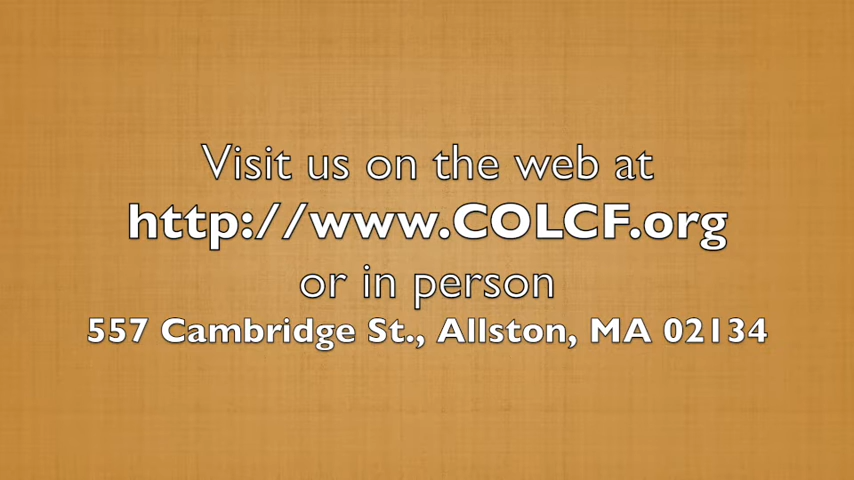 Visit us on the web at
http://www.COLCF.org
or in person
557 Cambridge St., Allston, MA 02134